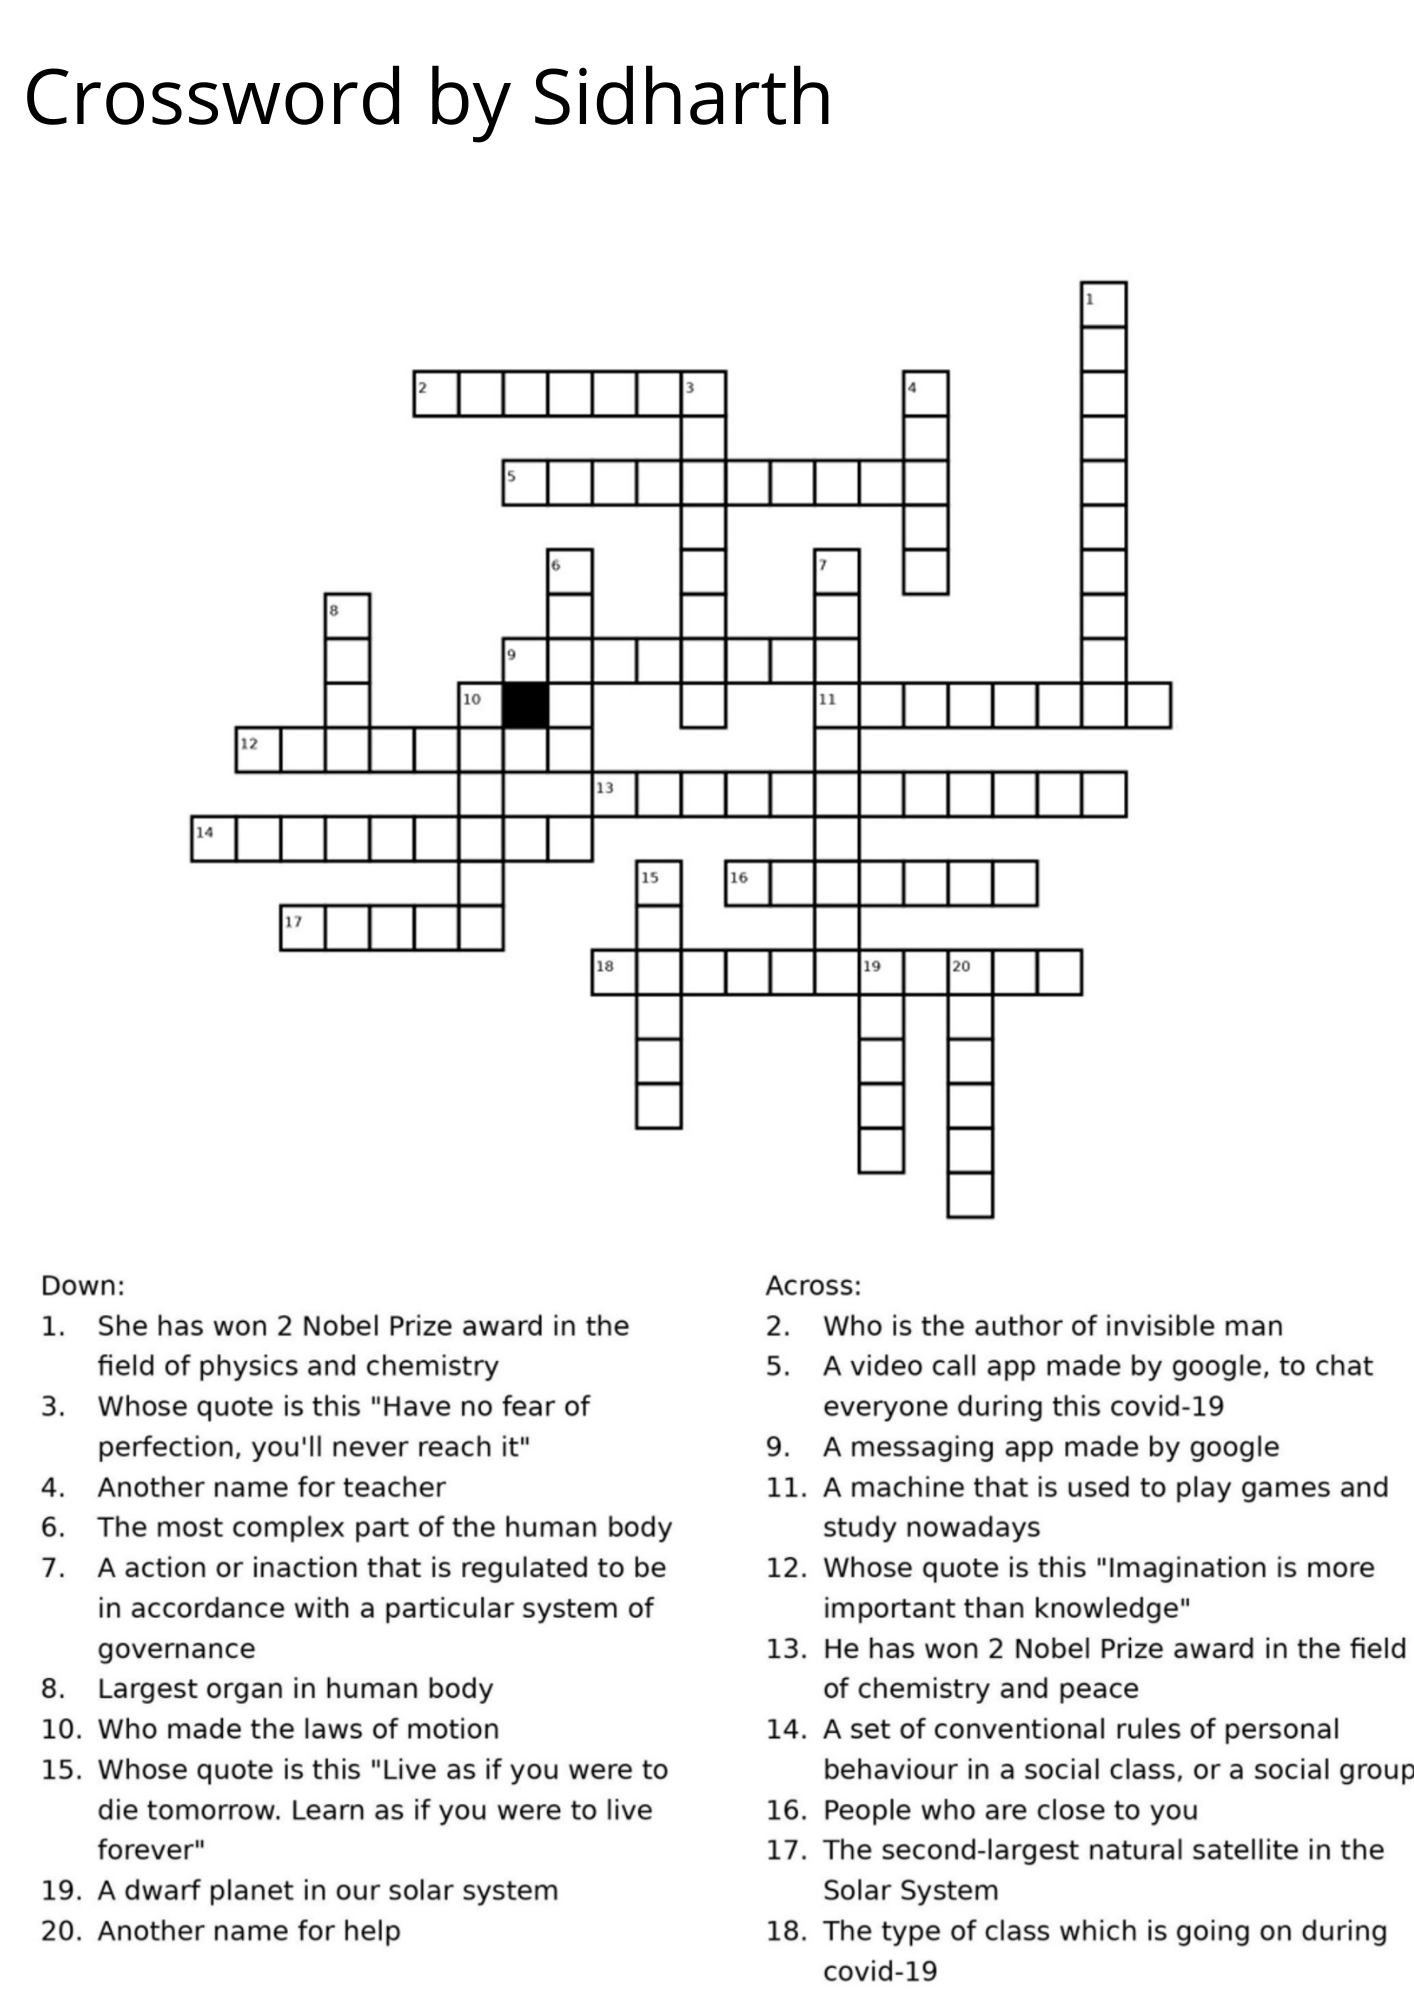 Crossword by Sidharth
1
2 3 4
5
6 7
8
9
10 11
12
13
14
15 16
17
18 19 20
Down:
1. She has won 2 Nobel Prize award in the
field of physics and chemistry
3. Whose quote is this "Have no fear of
perfection, you'll never reach it"
4. Another name for teacher
6. The most complex part of the human body
7. A action or inaction that is regulated to be
in accordance with a particular system of
governance
8. Largest organ in human body
10. Who made the laws of motion
15. Whose quote is this "Live as if you were to
die tomorrow. Learn as if you were to live
forever"
19. A dwarf planet in our solar system
20. Another name for help
Across:
2. Who is the author of invisible man
5. A video call app made by google, to chat
everyone during this covid-19
9. A messaging app made by google
11. A machine that is used to play games and
study nowadays
12. Whose quote is this "Imagination is more
important than knowledge"
13. He has won 2 Nobel Prize award in the field
of chemistry and peace
14. A set of conventional rules of personal
behaviour in a social class, or a social group
16. People who are close to you
17. The second-largest natural satellite in the
Solar System
18. The type of class which is going on during
covid-19